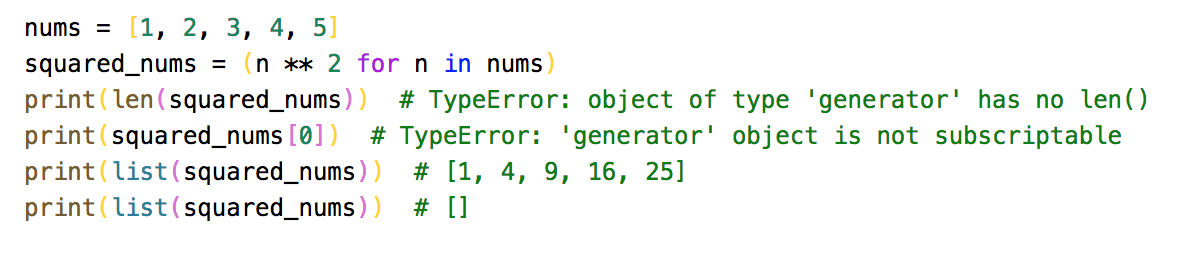 nums = [1, 2, 3, 4, 5]
squared_nums = (n ** 2 for n in nums)
print(len(squared_nums))  # TypeError: object of type 'generator' has no len()
print(squared_nums[0])  # TypeError: 'generator' object is not subscriptable
print(list(squared_nums))  # [1, 4, 9, 16, 25]
print(list(squared_nums))  # []